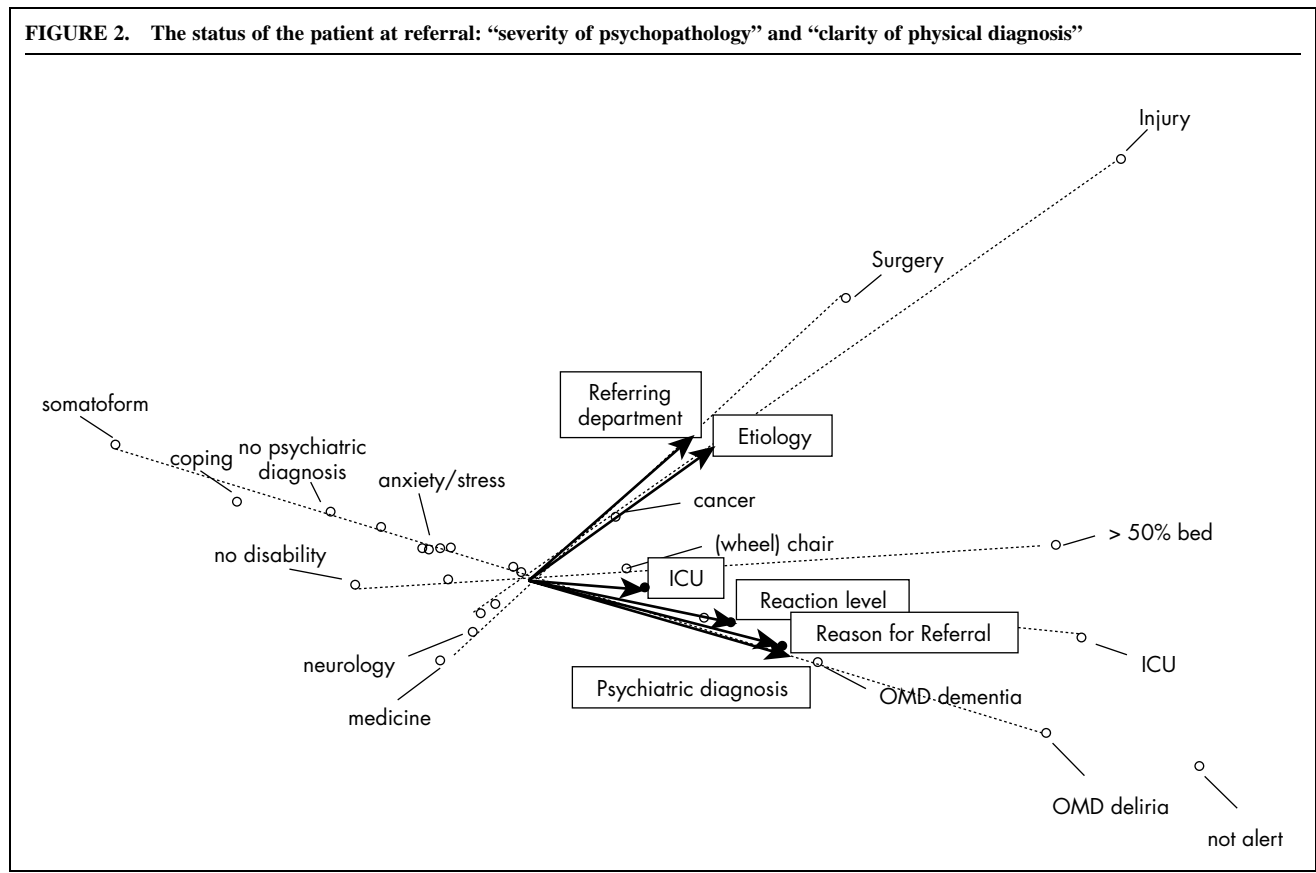 FIGURE 2. The status of the patient at referral: “severity of psychopathology” and “clarity of physical diagnosis”
Injury
Surgery
Referring
department
Etiology
somatoform
coping
no psychiatric
diagnosis
anxiety/stress
cancer
> 50% bed
(wheel) chair
no disability
ICU
Reaction level
Reason for Referral
neurology
ICU
Psychiatric diagnosis
OMD dementia
medicine
OMD deliria
not alert